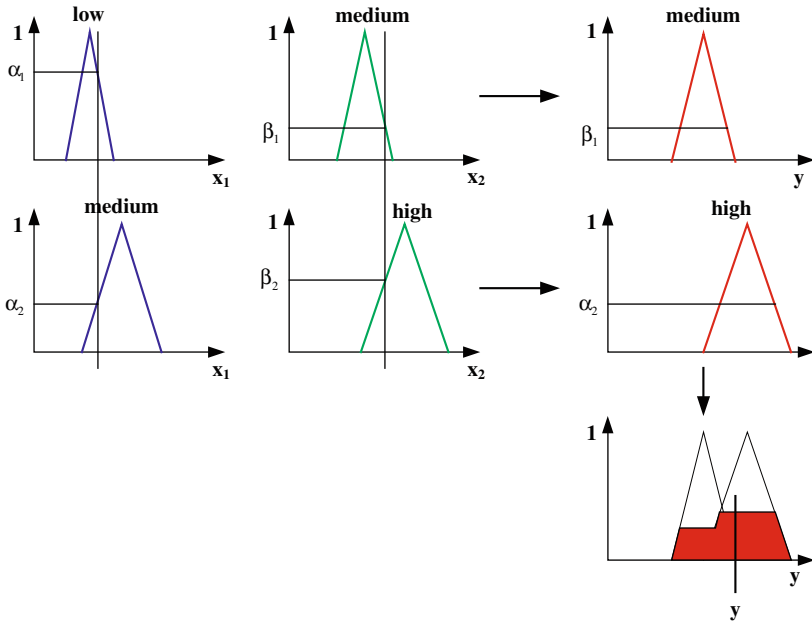 low
1
α₁
x₁
medium
1
β₁
x₂
medium
1
β₁
y
medium
1
α₂
x₁
high
1
β₂
x₂
high
1
α₂
1
y
y